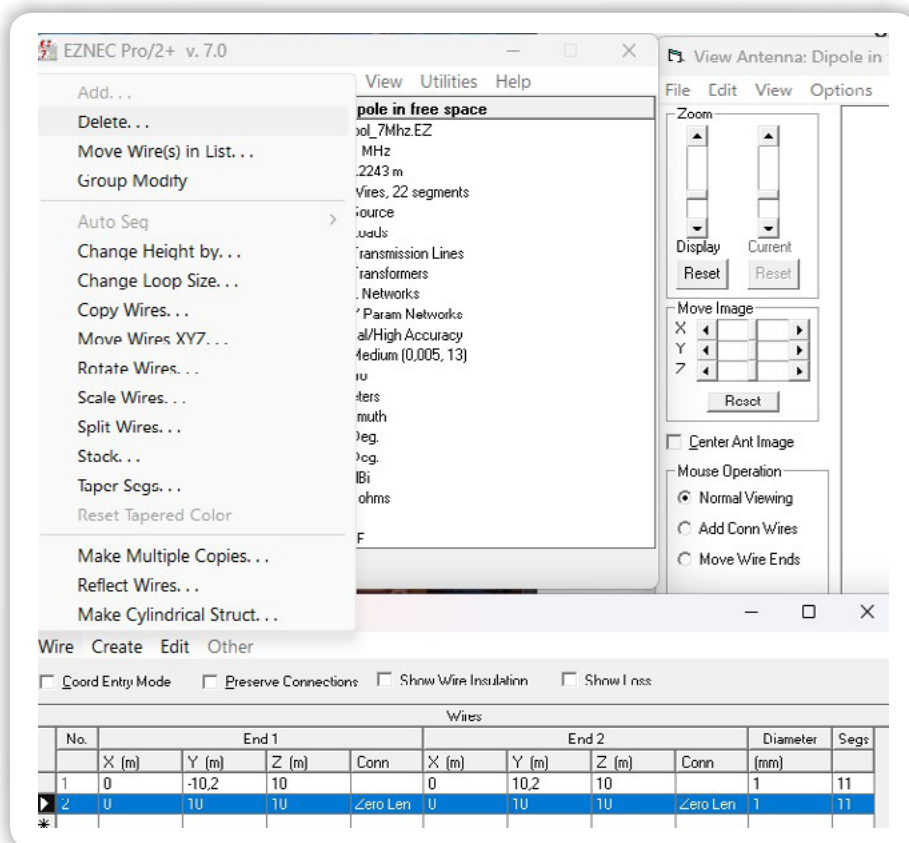 EZNEC Pro/2+ v. 7.0
View Utilities Help
Add. . .
Delete. . .
Move Wire(s) in List. . .
Group Modify
Auto Seq
Change Height by. . .
Change Loop Size. . .
Copy Wires. . .
Move Wires XYZ. . .
Rotate Wires. . .
Scale Wires. . .
Split Wires. . .
Stack. . .
Taper Segs. . .
Reset Tapered Color
Make Multiple Copies. . .
Reflect Wires. . .
Make Cylindrical Struct. . .
pole in free space
ool_7Mhz.EZ
MHz
.2243 m
Wires, 22 segments
Source
Loads
Transmission Lines
Transformers
Networks
Param Networks
al/High Accuracy
Medium (0,005, 13)
eters
muth
Deg.
Deg.
dBi
ohms
F
View Antenna: Dipole in
File Edit View Options
Zoom
Display Current
Reset Reset
Move Image
X
Y
Z
Reset
Center Ant Image
Mouse Operation
Normal Viewing
Add Conn Wires
Move Wire Ends
Wire Create Edit Other
Coord Entry Mode Preserve Connections Show Wire Insulation Show Loss
Wires
No. End 1 End 2 Diameter Segs
X (m) Y (m) Z (m) Conn X (m) Y (m) Z (m) Conn (mm)
1 0 -10,2 10 0 10,2 10 1 11
2 0 10 10 Zero Len 0 10 10 Zero Len 1 11
*